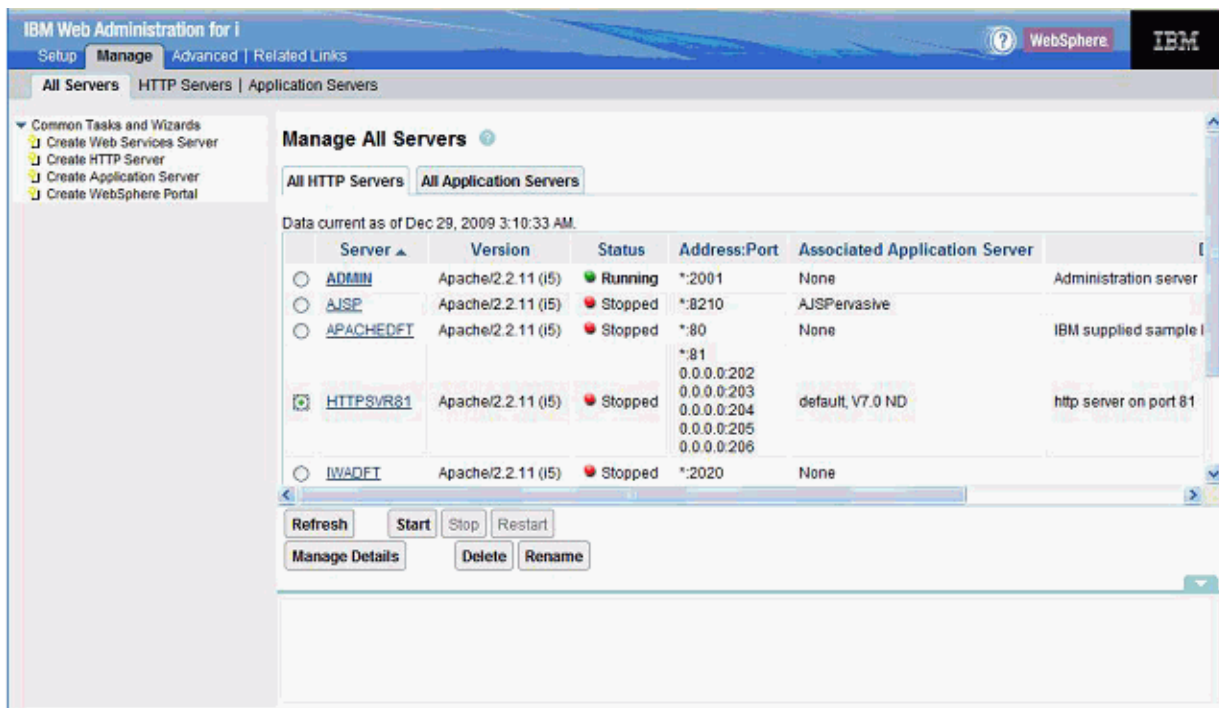 IBM Web Administration for i
Setup Manage Advanced | Related Links
? WebSphere. IBM
All Servers HTTP Servers | Application Servers
Common Tasks and Wizards
Create Web Services Server
Create HTTP Server
Create Application Server
Create WebSphere Portal
Manage All Servers ?
All HTTP Servers All Application Servers
Data current as of Dec 29, 2009 3:10:33 AM.
Server Version Status Address:Port Associated Application Server
ADMIN Apache/2.2.11 (i5) Running *:2001 None Administration server
AJSP Apache/2.2.11 (i5) Stopped *:8210 AJSPervasive
APACHEDFT Apache/2.2.11 (i5) Stopped *:80 None IBM supplied sample
*:81
0.0.0.0:202
0.0.0.0:203
HTTPSVR81 Apache/2.2.11 (i5) Stopped 0.0.0.0:204 default, V7.0 ND http server on port 81
0.0.0.0:205
0.0.0.0:206
IWADFT Apache/2.2.11 (i5) Stopped *:2020 None
Refresh Start Stop Restart
Manage Details Delete Rename